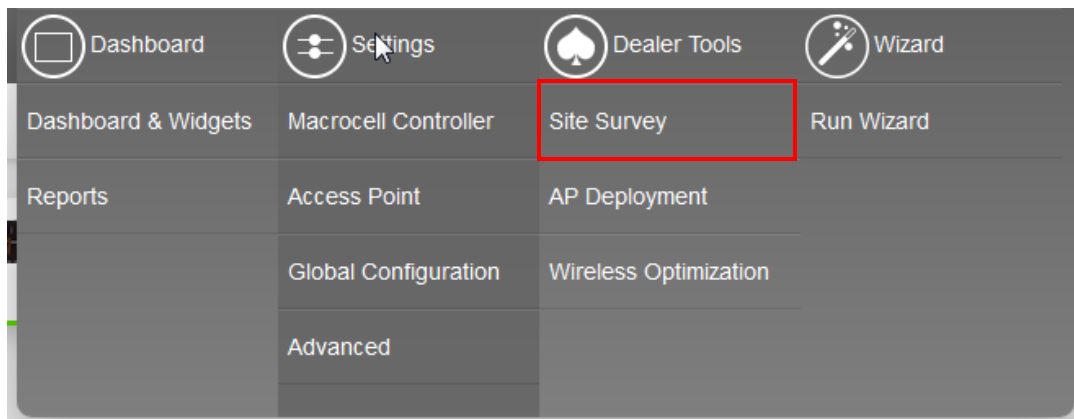 Dashboard
Settings
Dealer Tools
Wizard
Dashboard & Widgets
Macrocell Controller
Site Survey
Run Wizard
Reports
Access Point
AP Deployment
Global Configuration
Wireless Optimization
Advanced